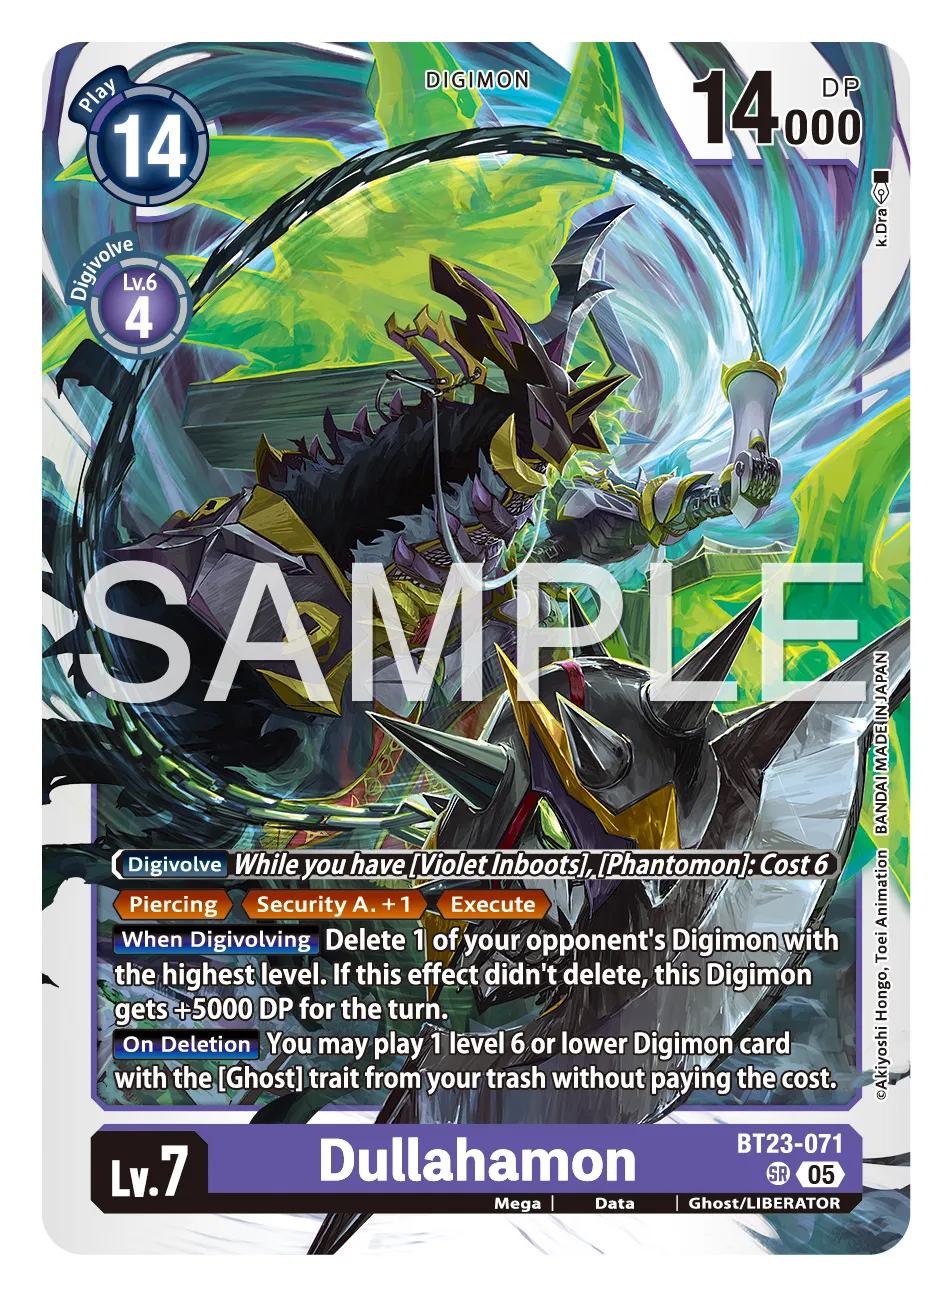 DIGIMON
Play
14
14000
DP
Digivolve
Lv.6
4
k.Dra
SAMPLE
Digivolve While you have [Violet Inboots], [Phantomon]: Cost 6
Piercing Security A. +1 Execute
When Digivolving Delete 1 of your opponent's Digimon with
the highest level. If this effect didn't delete, this Digimon
gets +5000 DP for the turn.
On Deletion You may play 1 level 6 or lower Digimon card
with the [Ghost] trait from your trash without paying the cost.
©Akiyoshi Hongo, Toei Animation BANDAI MADE IN JAPAN
Lv.7
Dullahamon
BT23-071
SR 05
Mega | Data | Ghost/LIBERATOR